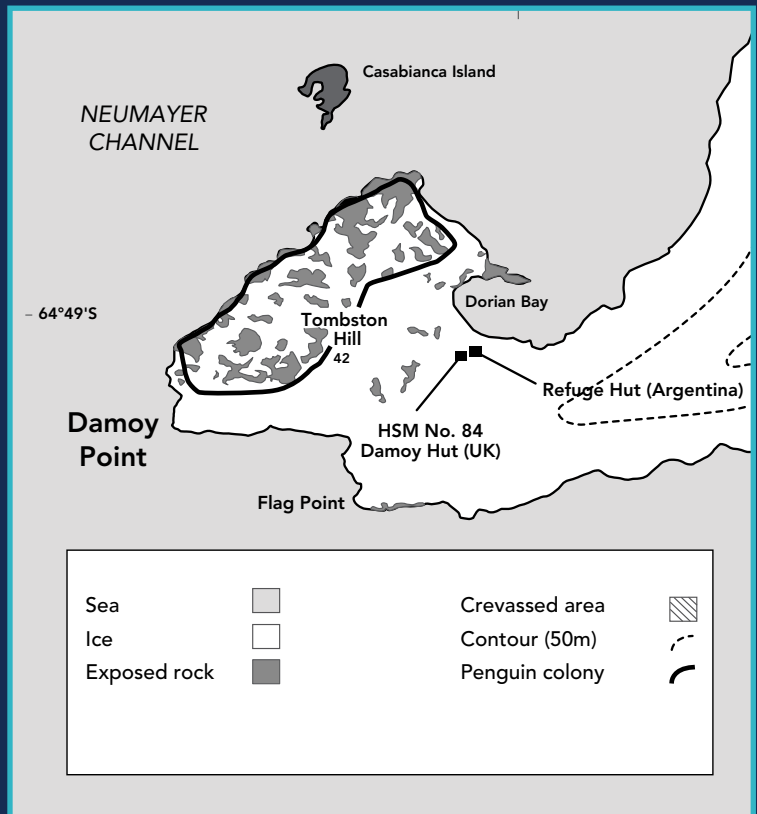 Casabianca Island
NEUMAYER
CHANNEL
– 64°49'S
Dorian Bay
Tombston
Hill
42
Refuge Hut (Argentina)
Damoy
Point
HSM No. 84
Damoy Hut (UK)
Flag Point
Sea
Ice
Exposed rock
Crevassed area
Contour (50m)
Penguin colony